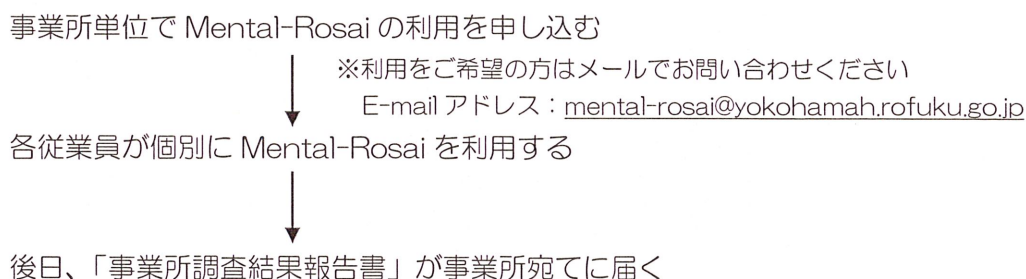 事業所単位で Mental-Rosai の利用を申し込む
※利用をご希望の方はメールでお問い合わせください
E-mail アドレス：mental-rosai@yokohamah.rofuku.go.jp
各従業員が個別に Mental-Rosai を利用する
後日、「事業所調査結果報告書」が事業所宛てに届く